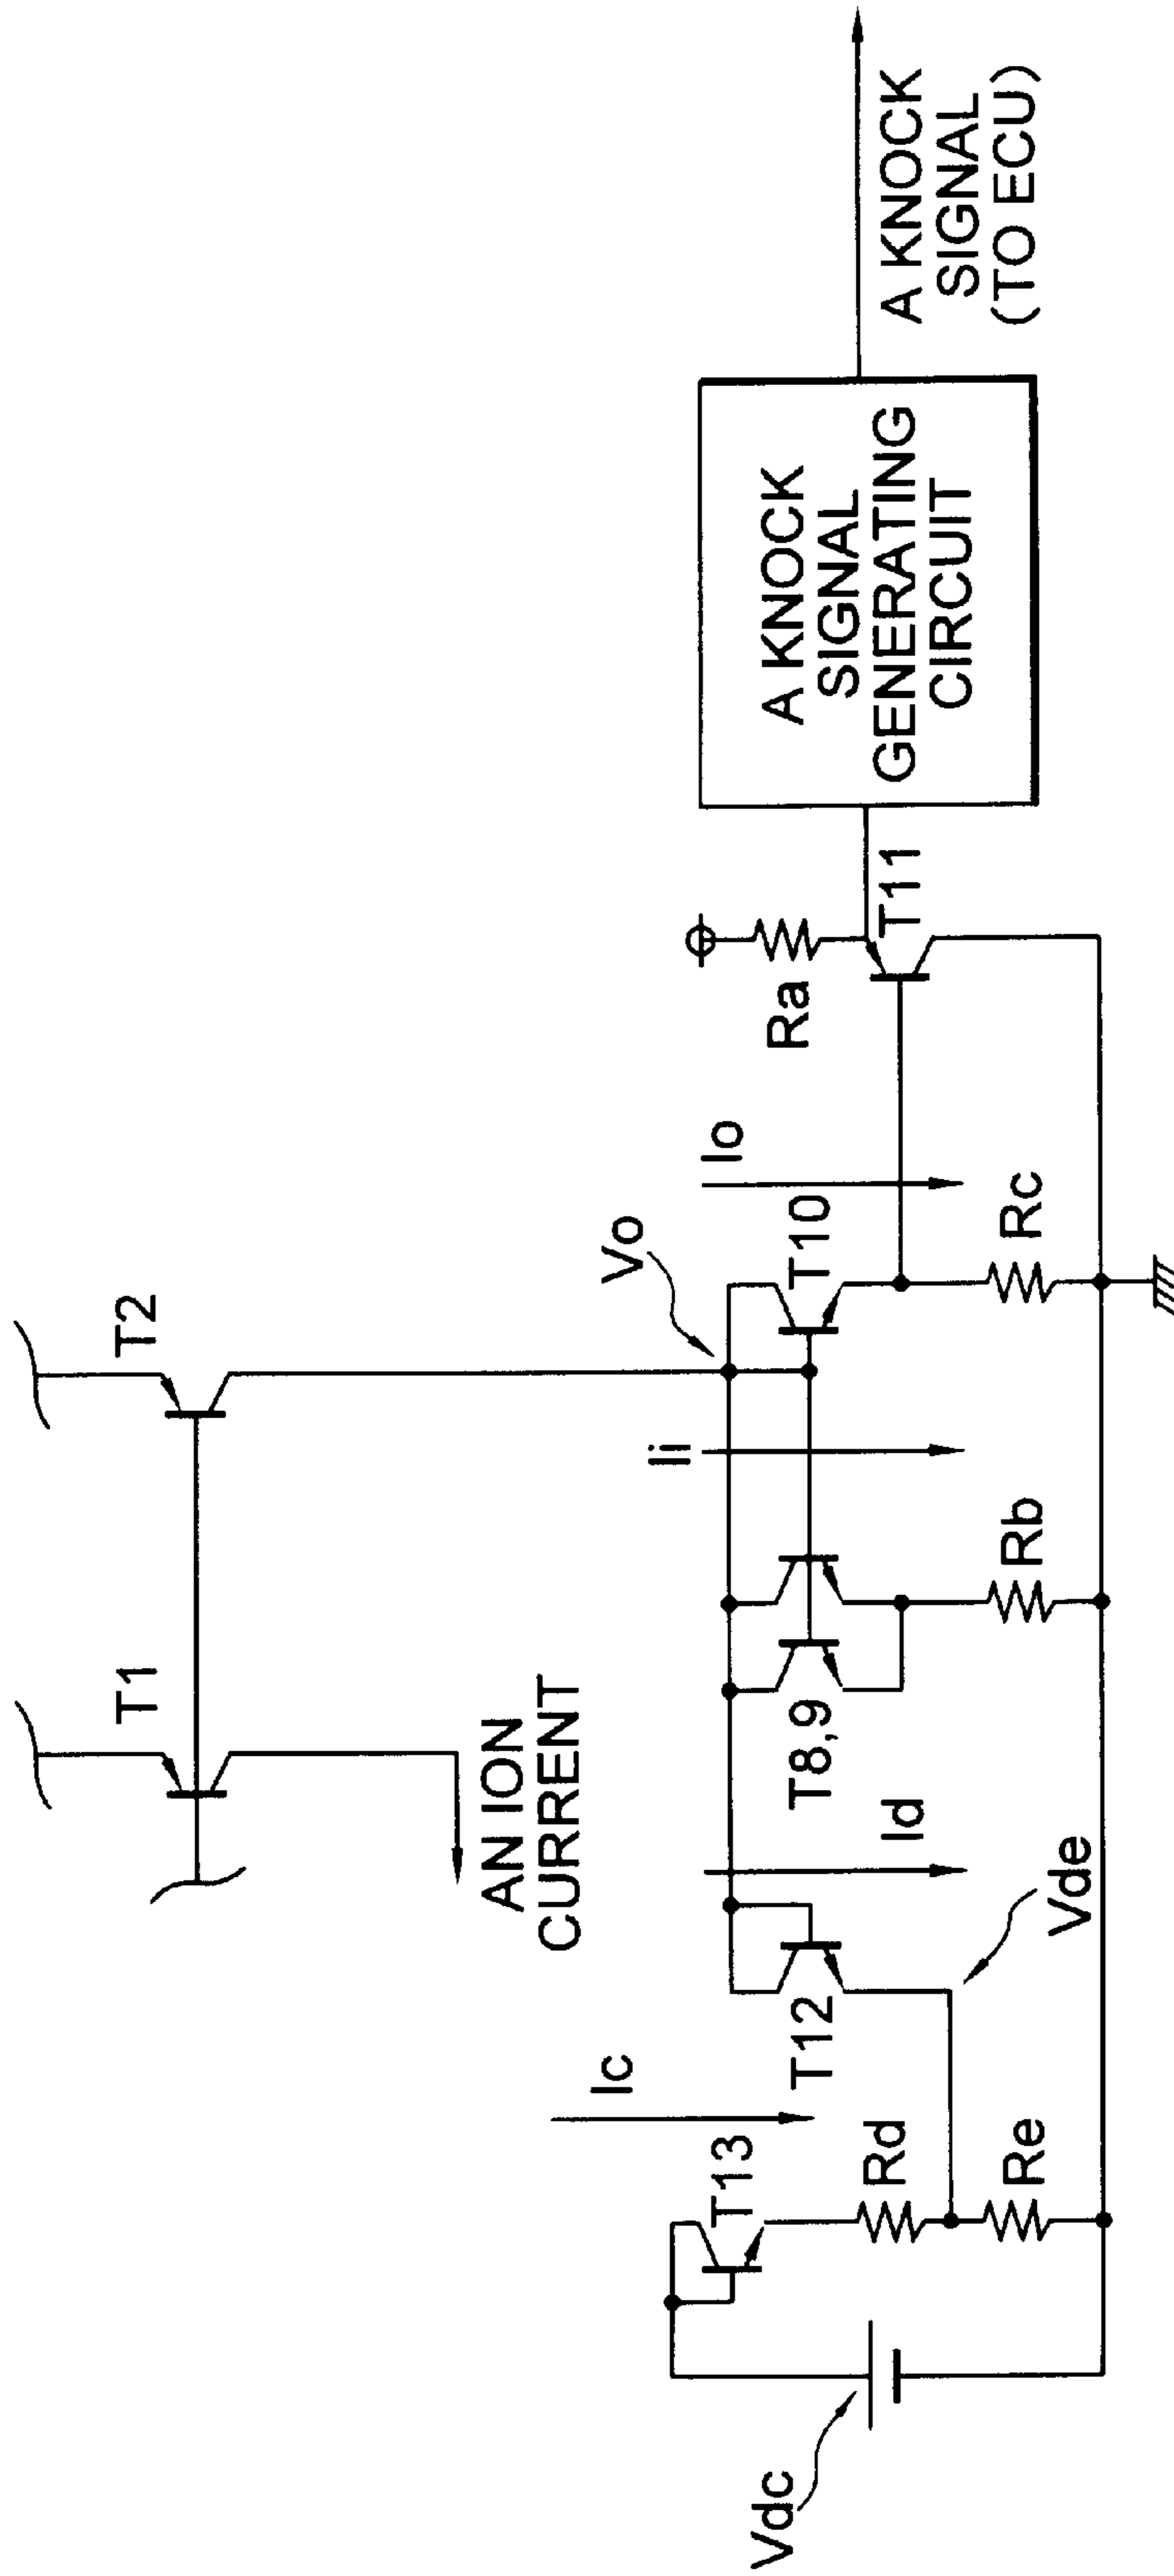 T1
T2
AN ION
CURRENT
Vo
Ic
Id
Ii
Io
T13
T12
T8,9
T10
Ra
T11
A KNOCK
SIGNAL
GENERATING
CIRCUIT
A KNOCK
SIGNAL
(TO ECU)
Vdc
Rd
Re
Vde
Rb
Rc